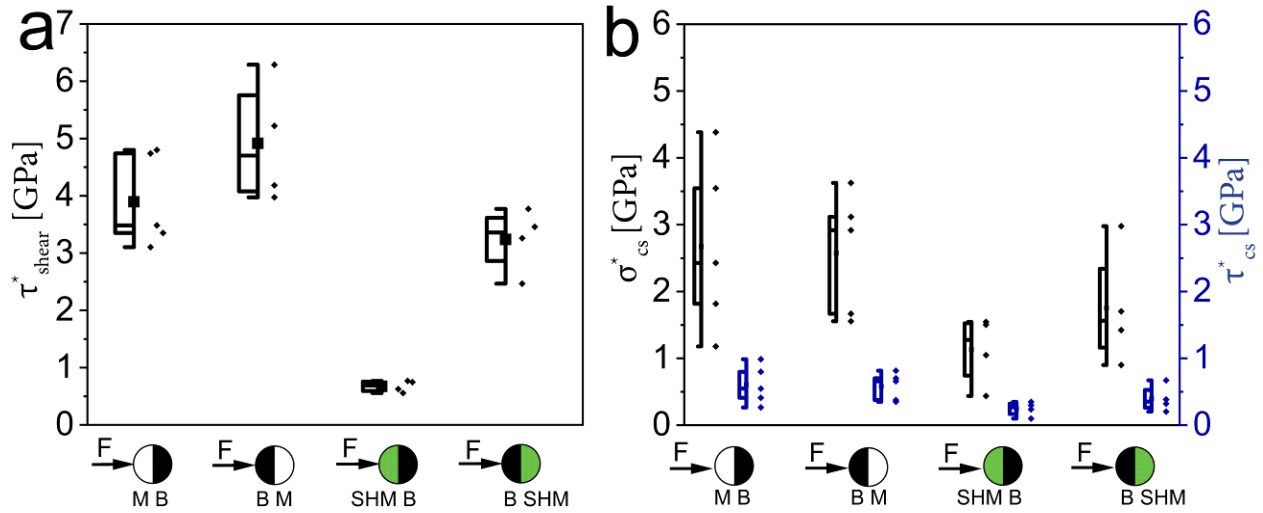 a
7
6
5
4
3
2
1
0
τ*shear [GPa]
F
M B
F
B M
F
SHM B
F
B SHM
b
6
5
4
3
2
1
0
σ*cs [GPa]
6
5
4
3
2
1
0
τ*cs [GPa]
F
M B
F
B M
F
SHM B
F
B SHM